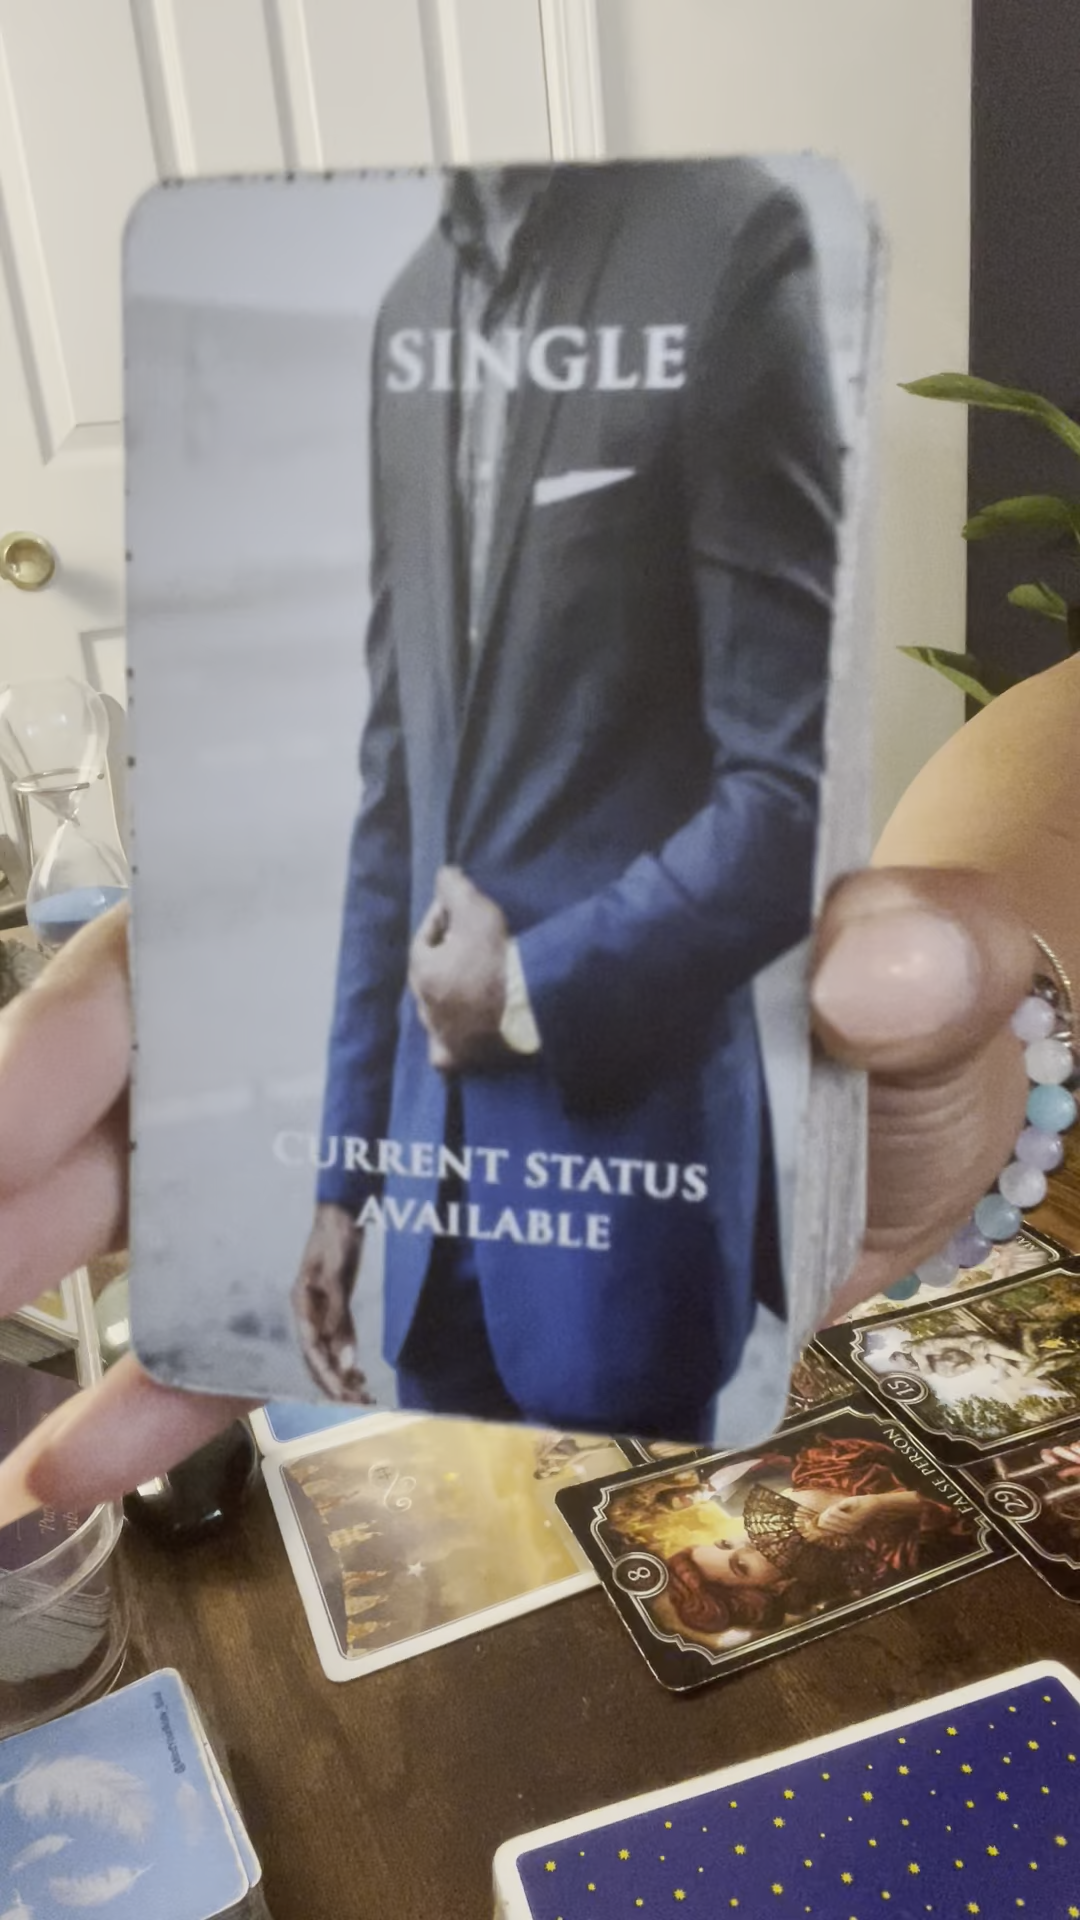 SINGLE
CURRENT STATUS
AVAILABLE
FALSE PERSON
8
15
29